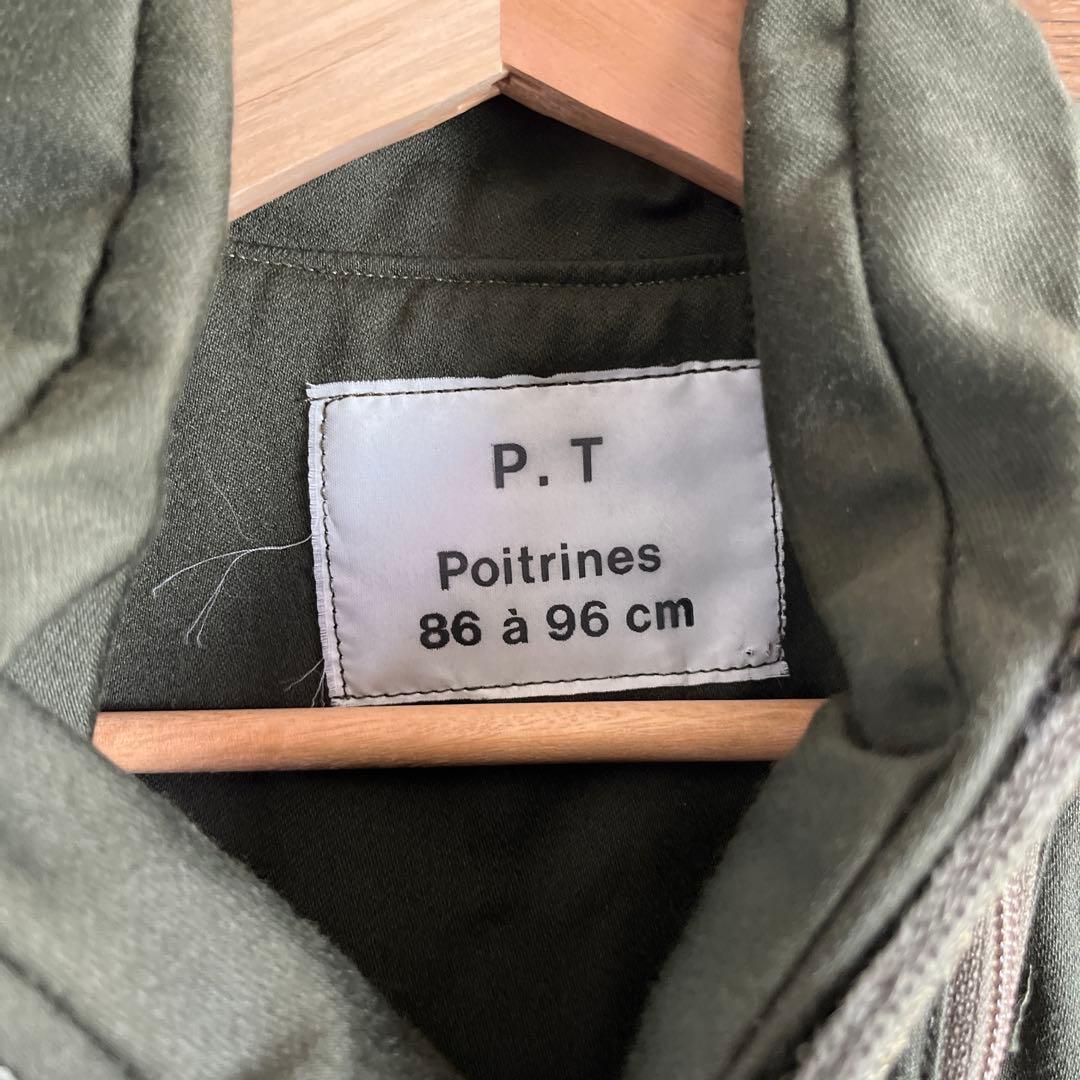 P. T
Poitrines
86 à 96 cm